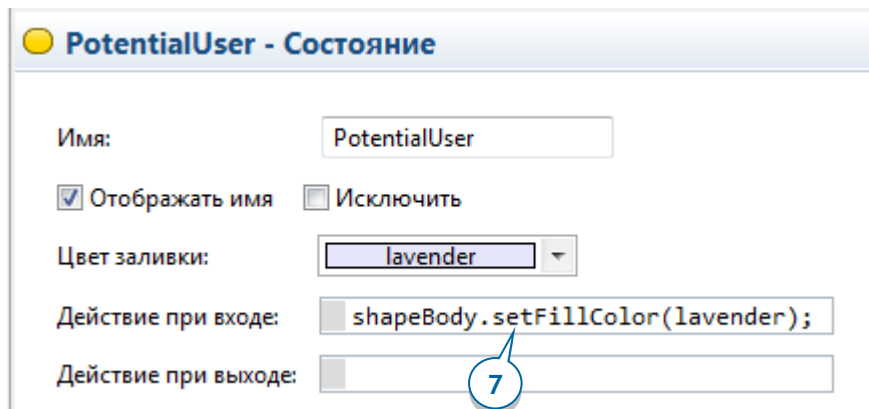 PotentialUser - Состояние
Имя: PotentialUser
Отображать имя Исключить
Цвет заливки: lavender
Действие при входе: shapeBody.setFillColor(lavender);
Действие при выходе:
7